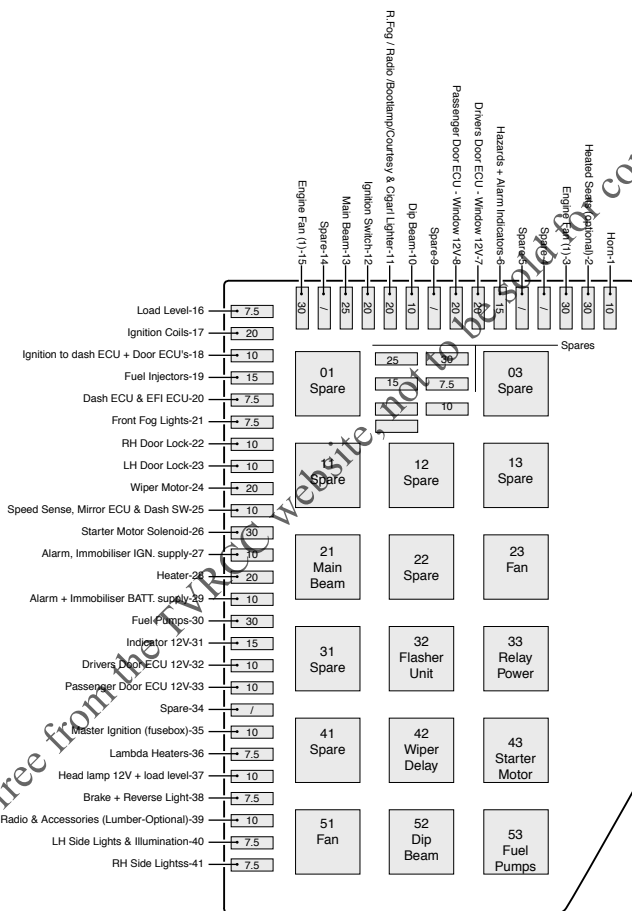 Engine Fan (1)-15
Spare-14
Main Beam-13
Ignition Switch-12
R.Fog / Radio /Bootlamp/Courtesy & Cigarl Lighter-11
Dip Beam-10
Spare-9
Passenger Door ECU - Window 12V-8
Drivers Door ECU - Window 12V-7
Hazards + Alarm Indicators-6
Spare-5
Spare-4
Engine Fan (1)-3
Heated Seats(optional)-2
Horn-1
30
/
25
20
20
10
/
20
20
15
/
/
30
30
10
Spares
25
30
15
7.5
10
Load Level-16
7.5
Ignition Coils-17
20
Ignition to dash ECU + Door ECU's-18
10
Fuel Injectors-19
15
Dash ECU & EFI ECU-20
7.5
Front Fog Lights-21
7.5
RH Door Lock-22
10
LH Door Lock-23
10
Wiper Motor-24
20
Speed Sense, Mirror ECU & Dash SW-25
10
Starter Motor Solenoid-26
30
Alarm, Immobiliser IGN. supply-27
10
Heater-28
20
Alarm + Immobiliser BATT. supply-29
10
Fuel Pumps-30
30
Indicator 12V-31
15
Drivers Door ECU 12V-32
10
Passenger Door ECU 12V-33
10
Spare-34
/
Master Ignition (fusebox)-35
10
Lambda Heaters-36
7.5
Head lamp 12V + load level-37
10
Brake + Reverse Light-38
7.5
Radio & Accessories (Lumber-Optional)-39
10
LH Side Lights & Illumination-40
7.5
RH Side Lightss-41
7.5
01
Spare
03
Spare
11
Spare
12
Spare
13
Spare
21
Main
Beam
22
Spare
23
Fan
31
Spare
32
Flasher
Unit
33
Relay
Power
41
Spare
42
Wiper
Delay
43
Starter
Motor
51
Fan
52
Dip
Beam
53
Fuel
Pumps
free from the TVRCC website, not to be sold for